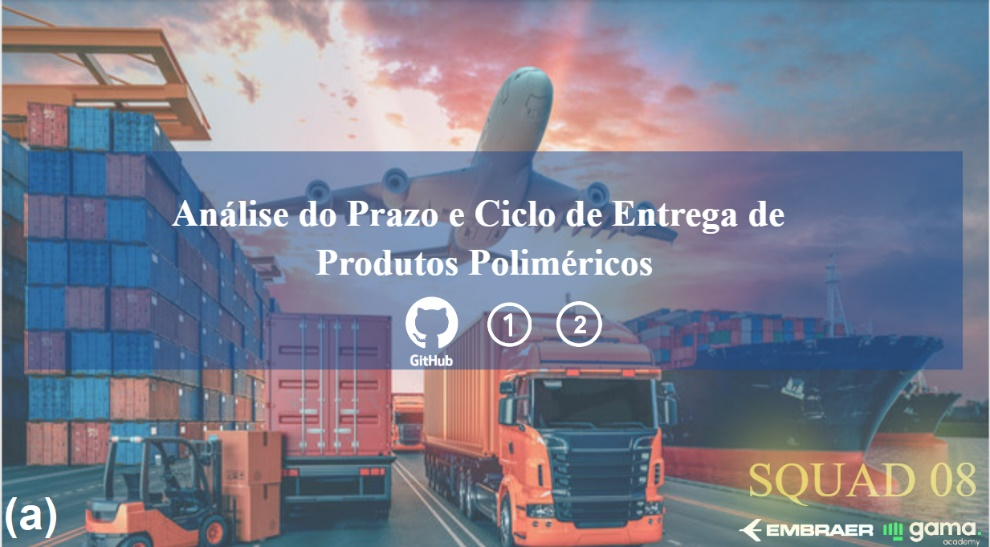 Análise do Prazo e Ciclo de Entrega de
Produtos Poliméricos
GitHub
1 2
SQUAD 08
(a)
EMBRAER gama.
academy